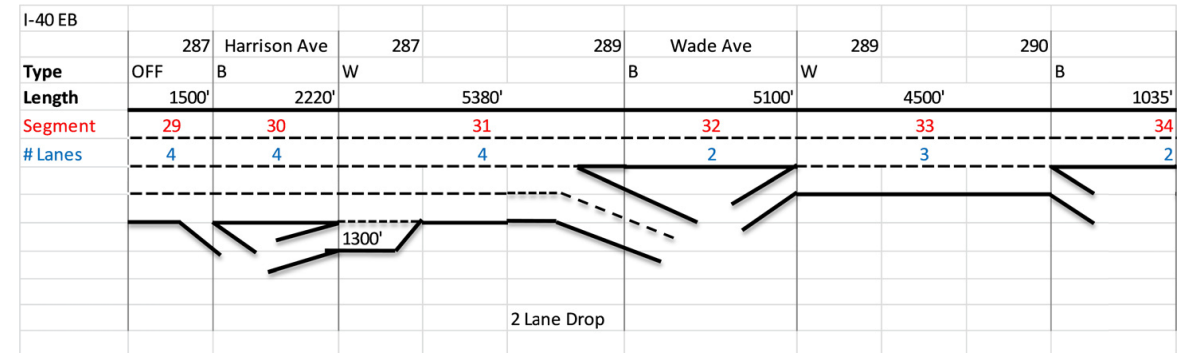 I-40 EB
287 Harrison Ave 287 289 Wade Ave 289 290
Type OFF B W B W B
Length 1500' 2220' 5380' 5100' 4500' 1035'
Segment 29 30 31 32 33 34
# Lanes 4 4 4 2 3 2
1300'
2 Lane Drop